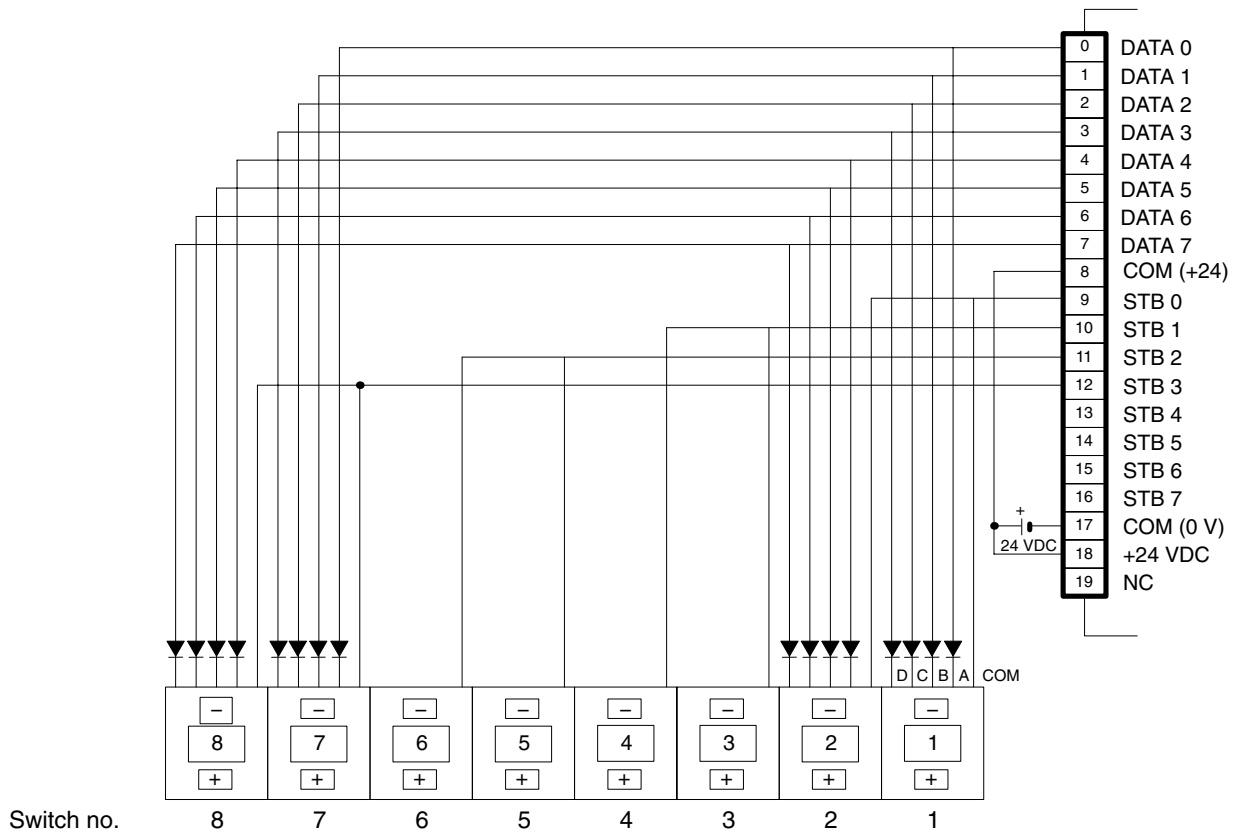 0 DATA 0
1 DATA 1
2 DATA 2
3 DATA 3
4 DATA 4
5 DATA 5
6 DATA 6
7 DATA 7
8 COM (+24)
9 STB 0
10 STB 1
11 STB 2
12 STB 3
13 STB 4
14 STB 5
15 STB 6
16 STB 7
+
17 COM (0 V)
24 VDC
18 +24 VDC
19 NC
D C B A COM
– – – – – – – –
8 7 6 5 4 3 2 1
+ + + + + + + +
Switch no. 8 7 6 5 4 3 2 1